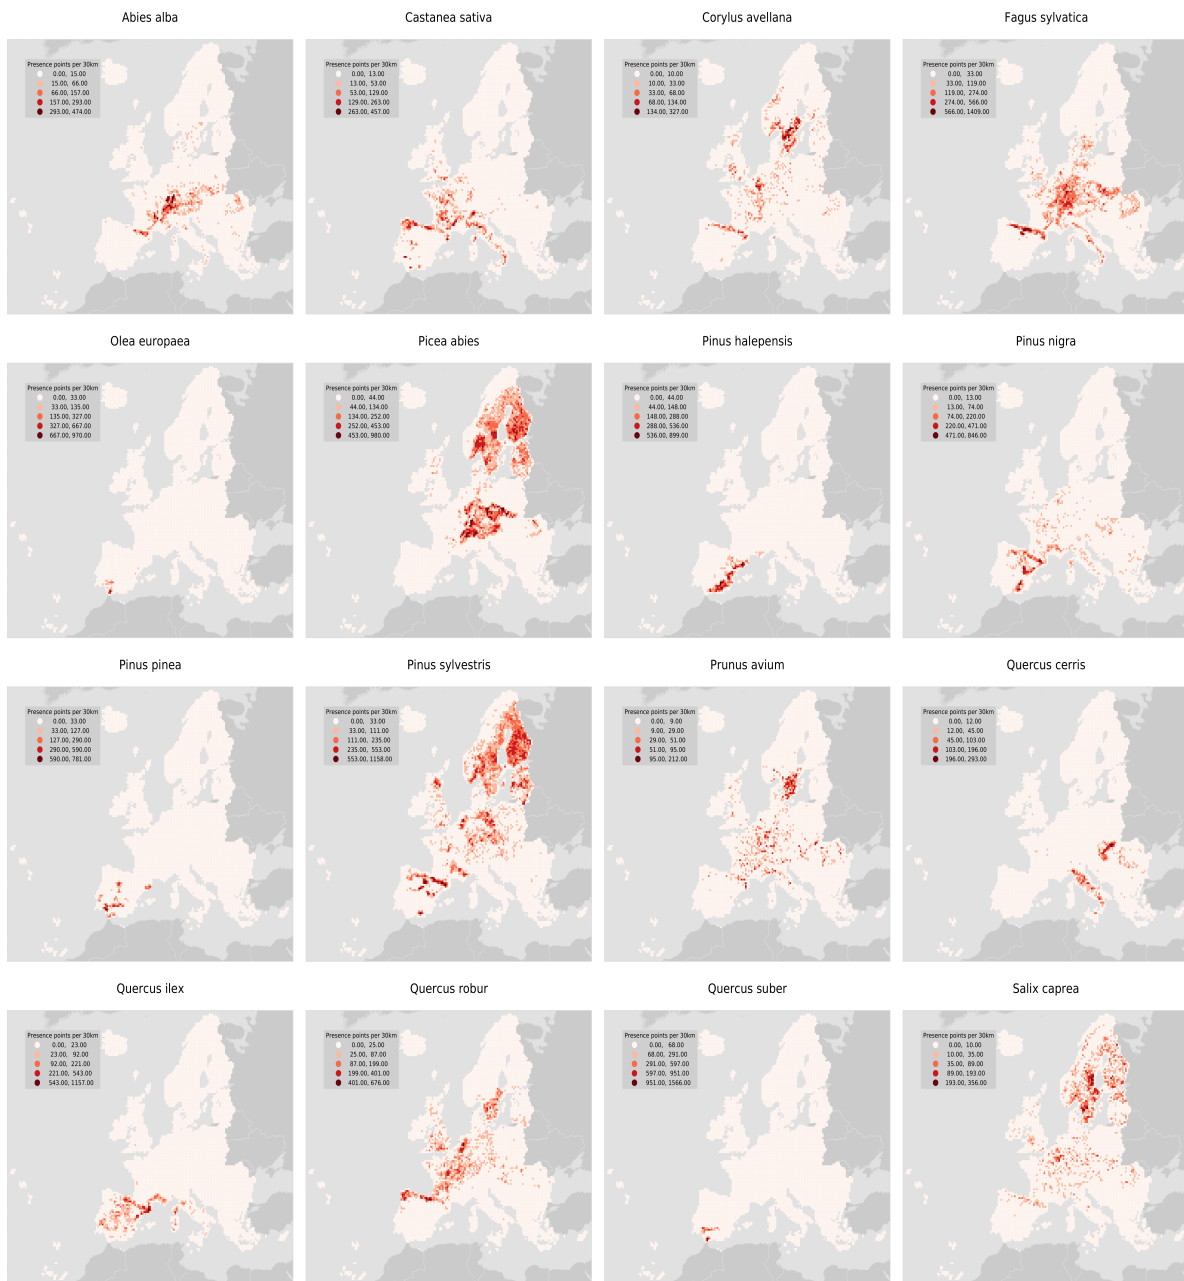 Abies alba
Presence points per 30km
0.00, 15.00
15.00, 66.00
66.00, 157.00
157.00, 293.00
293.00, 474.00
Castanea sativa
Presence points per 30km
0.00, 13.00
13.00, 53.00
53.00, 129.00
129.00, 263.00
263.00, 457.00
Corylus avellana
Presence points per 30km
0.00, 10.00
10.00, 33.00
33.00, 68.00
68.00, 134.00
134.00, 327.00
Fagus sylvatica
Presence points per 30km
0.00, 33.00
33.00, 119.00
119.00, 274.00
274.00, 566.00
566.00, 1409.00
Olea europaea
Presence points per 30km
0.00, 33.00
33.00, 135.00
135.00, 327.00
327.00, 667.00
667.00, 970.00
Picea abies
Presence points per 30km
0.00, 44.00
44.00, 134.00
134.00, 252.00
252.00, 453.00
453.00, 980.00
Pinus halepensis
Presence points per 30km
0.00, 44.00
44.00, 148.00
148.00, 288.00
288.00, 536.00
536.00, 899.00
Pinus nigra
Presence points per 30km
0.00, 13.00
13.00, 74.00
74.00, 220.00
220.00, 471.00
471.00, 846.00
Pinus pinea
Presence points per 30km
0.00, 33.00
33.00, 127.00
127.00, 290.00
290.00, 590.00
590.00, 781.00
Pinus sylvestris
Presence points per 30km
0.00, 33.00
33.00, 111.00
111.00, 235.00
235.00, 553.00
553.00, 1158.00
Prunus avium
Presence points per 30km
0.00, 9.00
9.00, 29.00
29.00, 51.00
51.00, 95.00
95.00, 212.00
Quercus cerris
Presence points per 30km
0.00, 12.00
12.00, 45.00
45.00, 103.00
103.00, 196.00
196.00, 293.00
Quercus ilex
Presence points per 30km
0.00, 23.00
23.00, 92.00
92.00, 221.00
221.00, 543.00
543.00, 1157.00
Quercus robur
Presence points per 30km
0.00, 25.00
25.00, 87.00
87.00, 199.00
199.00, 401.00
401.00, 676.00
Quercus suber
Presence points per 30km
0.00, 68.00
68.00, 291.00
291.00, 597.00
597.00, 951.00
951.00, 1566.00
Salix caprea
Presence points per 30km
0.00, 10.00
10.00, 35.00
35.00, 89.00
89.00, 193.00
193.00, 356.00